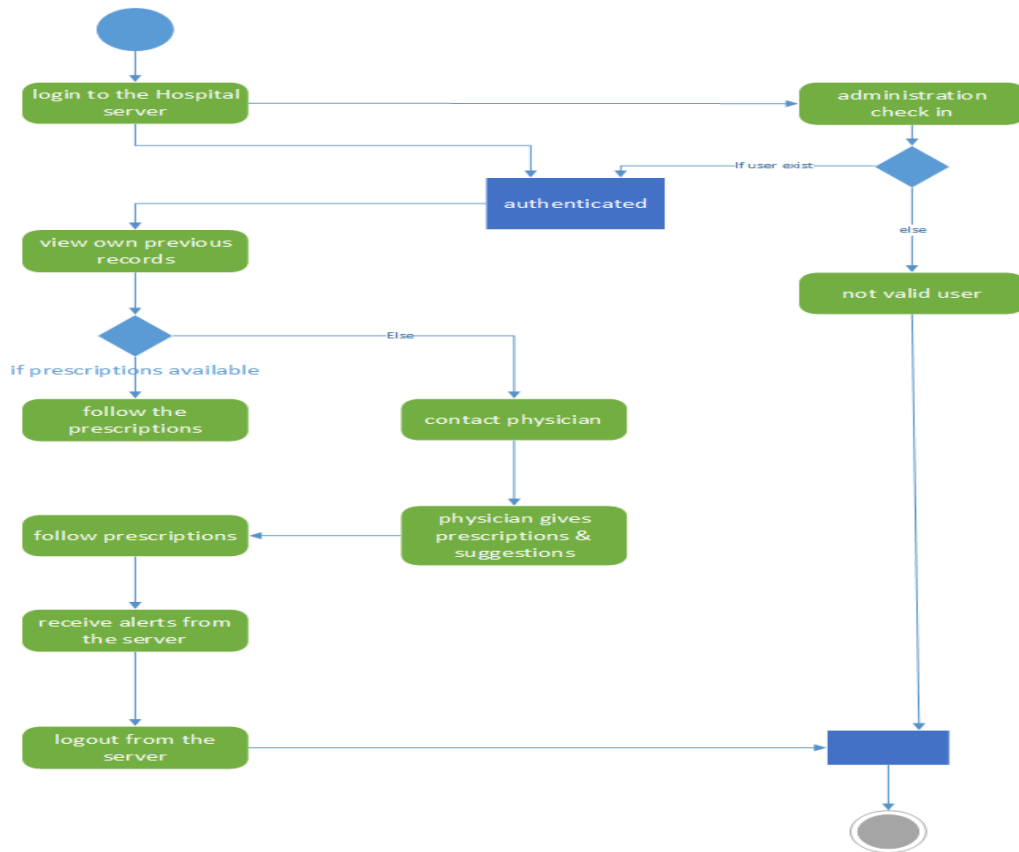 login to the Hospital
server
administration
check in
If user exist
authenticated
else
view own previous
records
not valid user
Else
if prescriptions available
follow the
prescriptions
contact physician
physician gives
prescriptions &
suggestions
follow prescriptions
receive alerts from
the server
logout from the
server